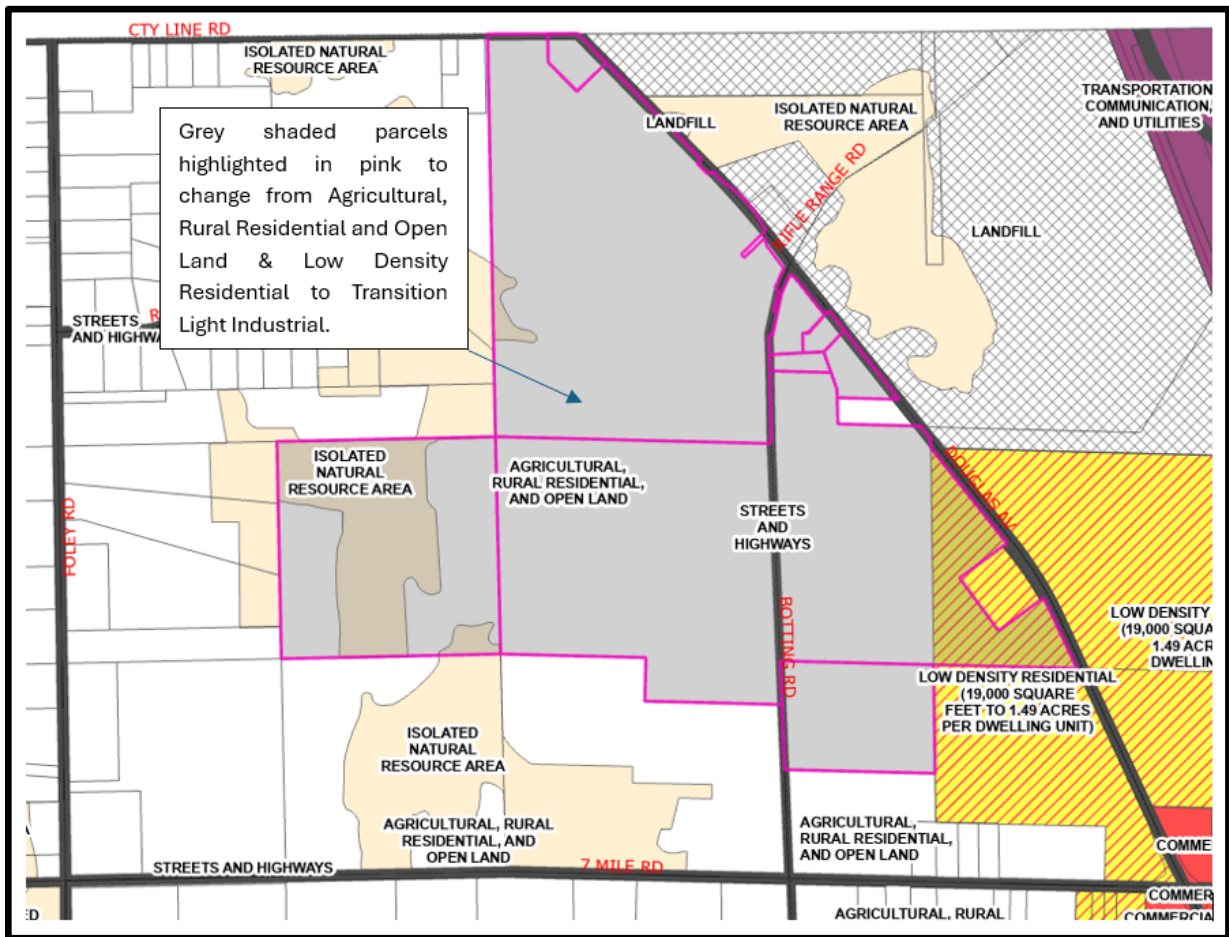 CTY LINE RD
ISOLATED NATURAL
RESOURCE AREA
TRANSPORTATION
COMMUNICATION,
AND UTILITIES
ISOLATED NATURAL
RESOURCE AREA
LANDFILL
Grey shaded parcels
highlighted in pink to
change from Agricultural,
Rural Residential and Open
Land & Low Density
Residential to Transition
Light Industrial.
RIFLE RANGE RD
LANDFILL
STREETS
AND HIGHWA
R
ISOLATED
NATURAL
RESOURCE AREA
AGRICULTURAL,
RURAL RESIDENTIAL,
AND OPEN LAND
DOUGLAS AV
FOLEY RD
STREETS
AND
HIGHWAYS
BOTTING RD
LOW DENSITY
(19,000 SQUA
1.49 ACR
DWELLIN
LOW DENSITY RESIDENTIAL
(19,000 SQUARE
FEET TO 1.49 ACRES
PER DWELLING UNIT)
ISOLATED
NATURAL
RESOURCE AREA
AGRICULTURAL, RURAL
RESIDENTIAL, AND
OPEN LAND
AGRICULTURAL,
RURAL RESIDENTIAL,
AND OPEN LAND
COMME
STREETS AND HIGHWAYS
7 MILE RD
COMMER
ED
AGRICULTURAL, RURAL
COMMERCIA